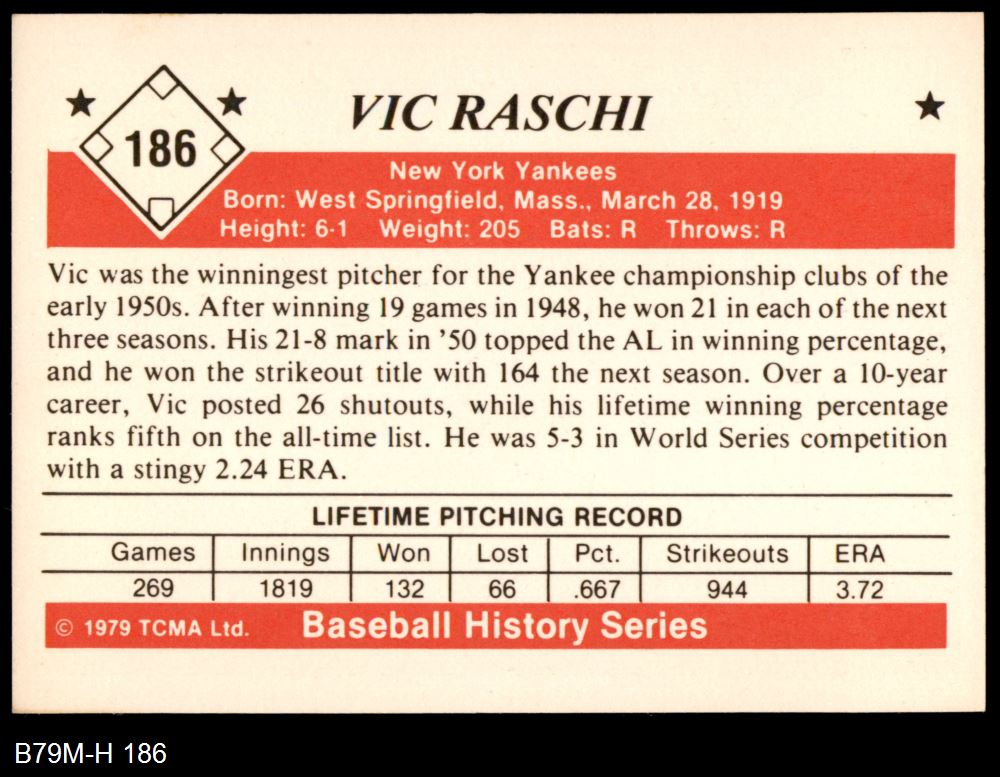 186
VIC RASCHI
New York Yankees
Born: West Springfield, Mass., March 28, 1919
Height: 6-1 Weight: 205 Bats: R Throws: R
Vic was the winningest pitcher for the Yankee championship clubs of the
early 1950s. After winning 19 games in 1948, he won 21 in each of the next
three seasons. His 21-8 mark in '50 topped the AL in winning percentage,
and he won the strikeout title with 164 the next season. Over a 10-year
career, Vic posted 26 shutouts, while his lifetime winning percentage
ranks fifth on the all-time list. He was 5-3 in World Series competition
with a stingy 2.24 ERA.
LIFETIME PITCHING RECORD
Games Innings Won Lost Pct. Strikeouts ERA
269 1819 132 66 .667 944 3.72
© 1979 TCMA Ltd. Baseball History Series
B79M-H 186